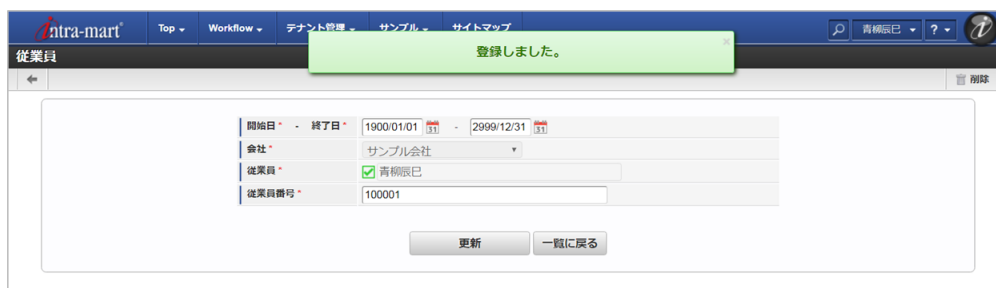 intra-mart® Top Workflow テナント管理 サンプル サイトマップ 青柳辰巳 ?
登録しました。 ×
従業員
削除
開始日* - 終了日* 1900/01/01 31 - 2999/12/31 31
会社* サンプル会社
従業員* 青柳辰巳
従業員番号* 100001
更新 一覧に戻る